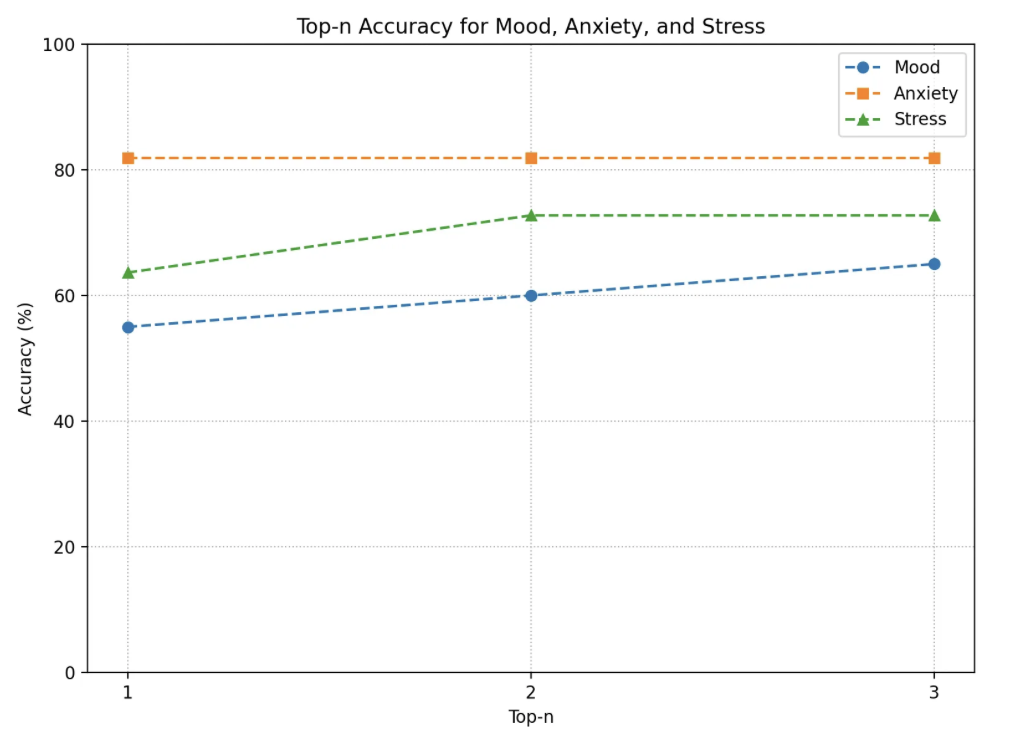 Top-n Accuracy for Mood, Anxiety, and Stress
100
80
60
40
20
0
Accuracy (%)
Mood
Anxiety
Stress
1 2 3
Top-n